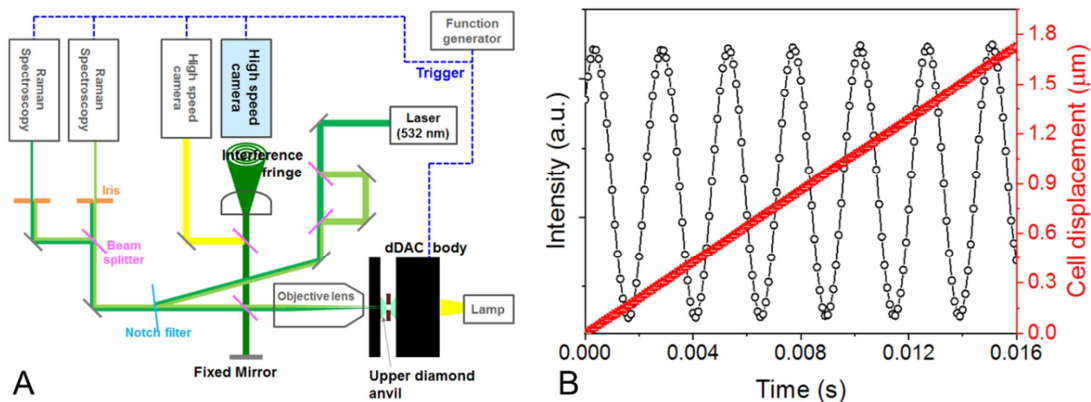 Raman
Spectroscopy
Raman
Spectroscopy
High speed
camera
High speed
camera
Function
generator
Trigger
Laser
(532 nm)
Interference
fringe
Iris
Beam
splitter
dDAC body
Objective lens
Lamp
Notch filter
Fixed Mirror
Upper diamond
anvil
A
Intensity (a.u.)
1.8
1.5
1.2
0.9
0.6
0.3
0.0
Cell displacement (μm)
0.000
0.004
0.008
0.012
0.016
Time (s)
B